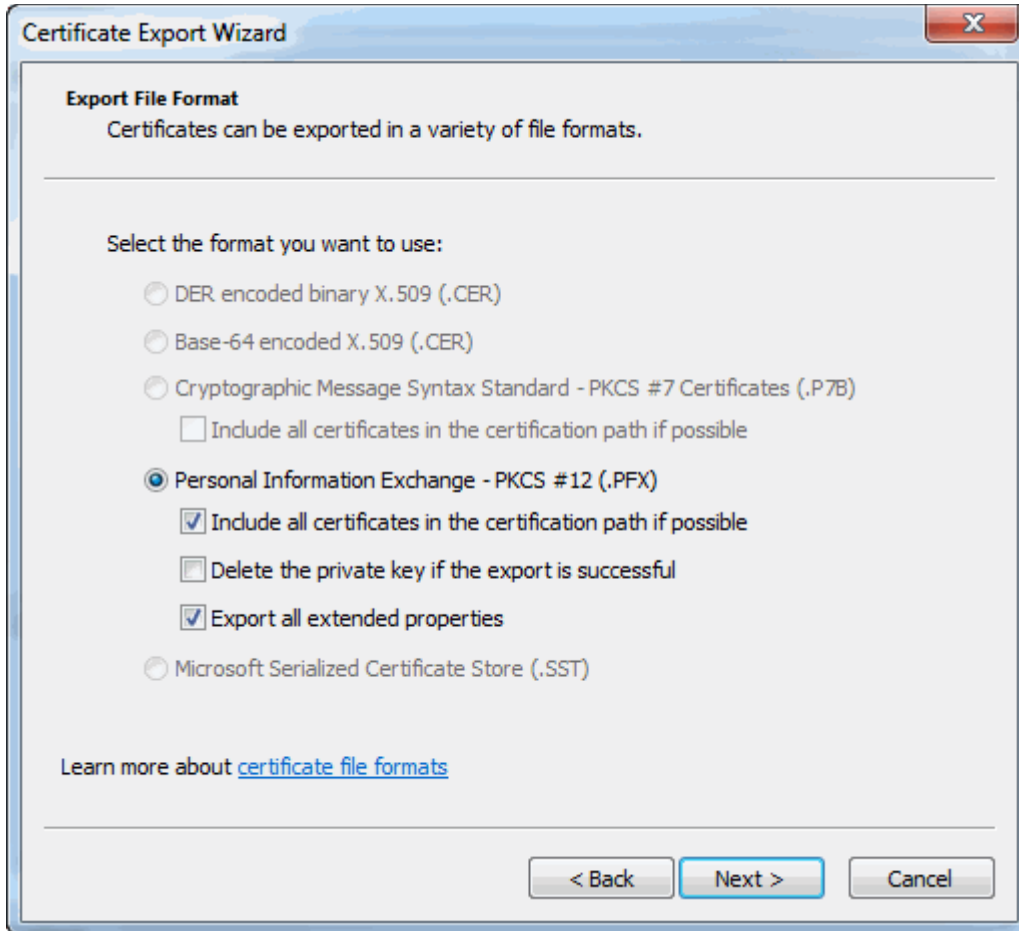 Certificate Export Wizard
Export File Format
Certificates can be exported in a variety of file formats.
Select the format you want to use:
DER encoded binary X.509 (.CER)
Base-64 encoded X.509 (.CER)
Cryptographic Message Syntax Standard - PKCS #7 Certificates (.P7B)
Include all certificates in the certification path if possible
Personal Information Exchange - PKCS #12 (.PFX)
Include all certificates in the certification path if possible
Delete the private key if the export is successful
Export all extended properties
Microsoft Serialized Certificate Store (.SST)
Learn more about certificate file formats
< Back Next > Cancel